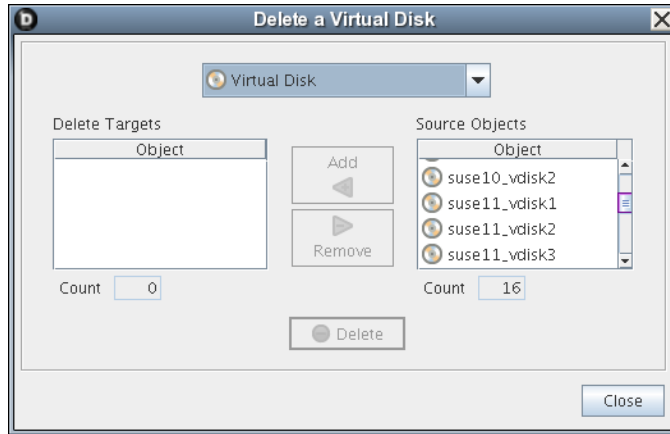 Delete a Virtual Disk
Virtual Disk
Delete Targets
Object
Count 0
Add
Remove
Source Objects
Object
suse10_vdisk2
suse11_vdisk1
suse11_vdisk2
suse11_vdisk3
Count 16
Delete
Close